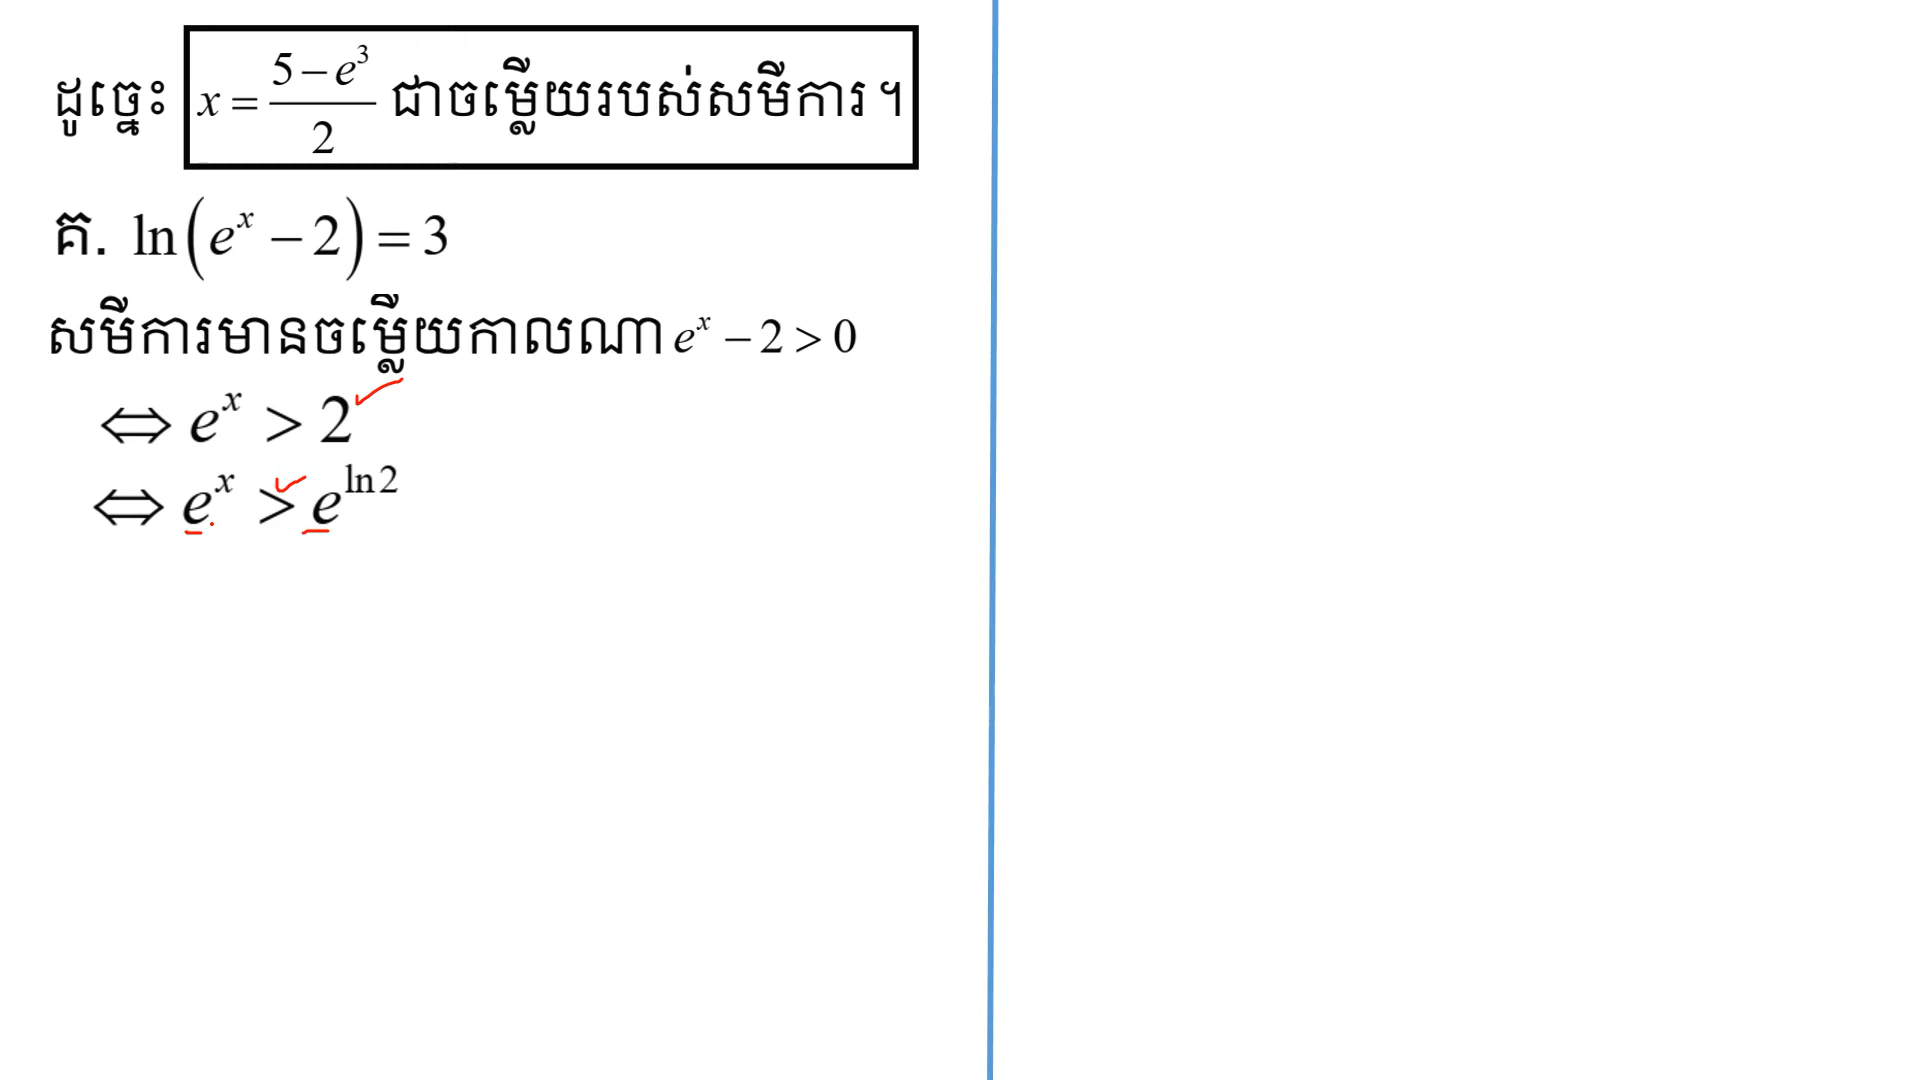 ដូច្នេះ x = (5 − e³)/2 ជាចម្លើយរបស់សមីការ ។
គ. ln(eˣ − 2) = 3
សមីការមានចម្លើយកាលណា eˣ − 2 > 0
⇔ eˣ > 2
⇔ eˣ > e^(ln 2)